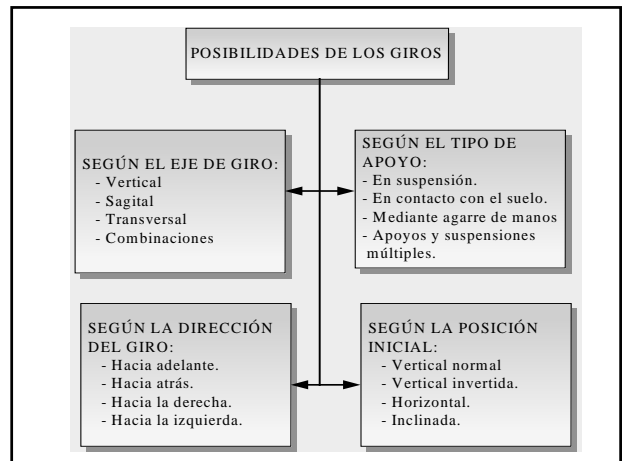 POSIBILIDADES DE LOS GIROS
SEGÚN EL EJE DE GIRO:
- Vertical
- Sagital
- Transversal
- Combinaciones
SEGÚN EL TIPO DE
APOYO:
- En suspensión.
- En contacto con el suelo.
- Mediante agarre de manos
- Apoyos y suspensiones
múltiples.
SEGÚN LA DIRECCIÓN
DEL GIRO:
- Hacia adelante.
- Hacia atrás.
- Hacia la derecha.
- Hacia la izquierda.
SEGÚN LA POSICIÓN
INICIAL:
- Vertical normal
- Vertical invertida.
- Horizontal.
- Inclinada.